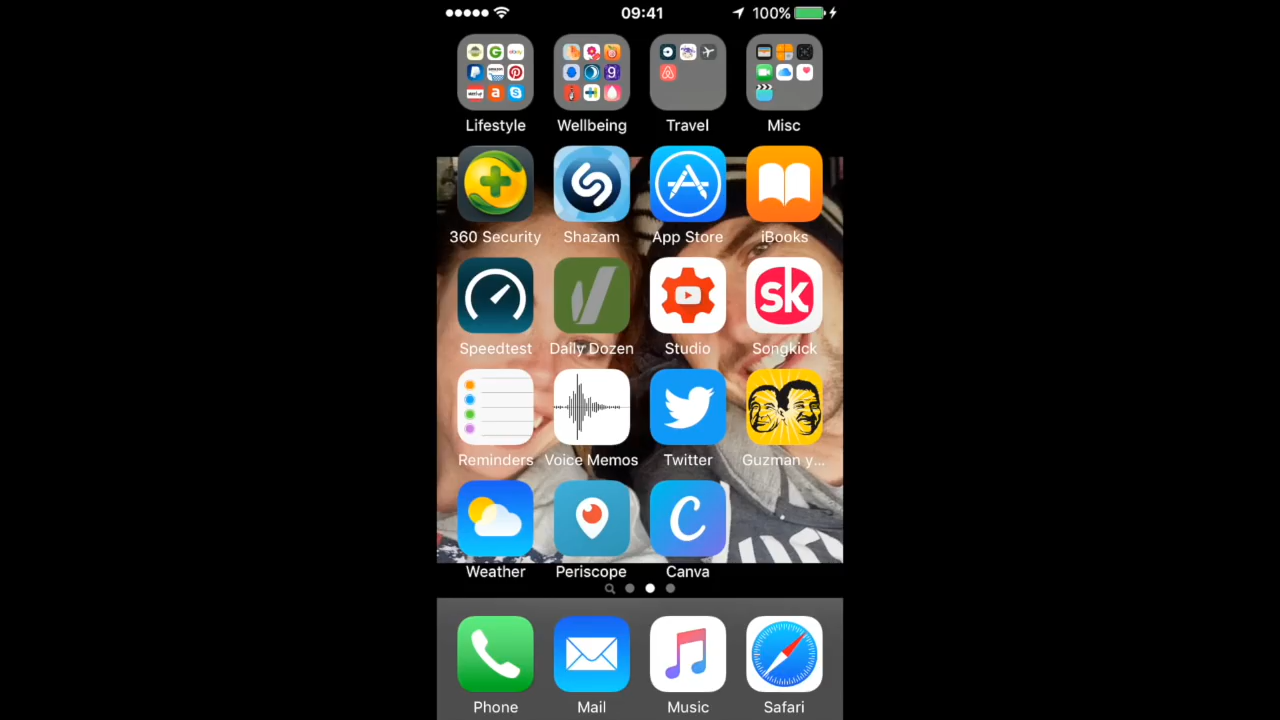 09:41 100%
Lifestyle Wellbeing Travel Misc
360 Security Shazam App Store iBooks
sk
Speedtest Daily Dozen Studio Songkick
Reminders Voice Memos Twitter Guzman y...
C
Weather Periscope Canva
Phone Mail Music Safari